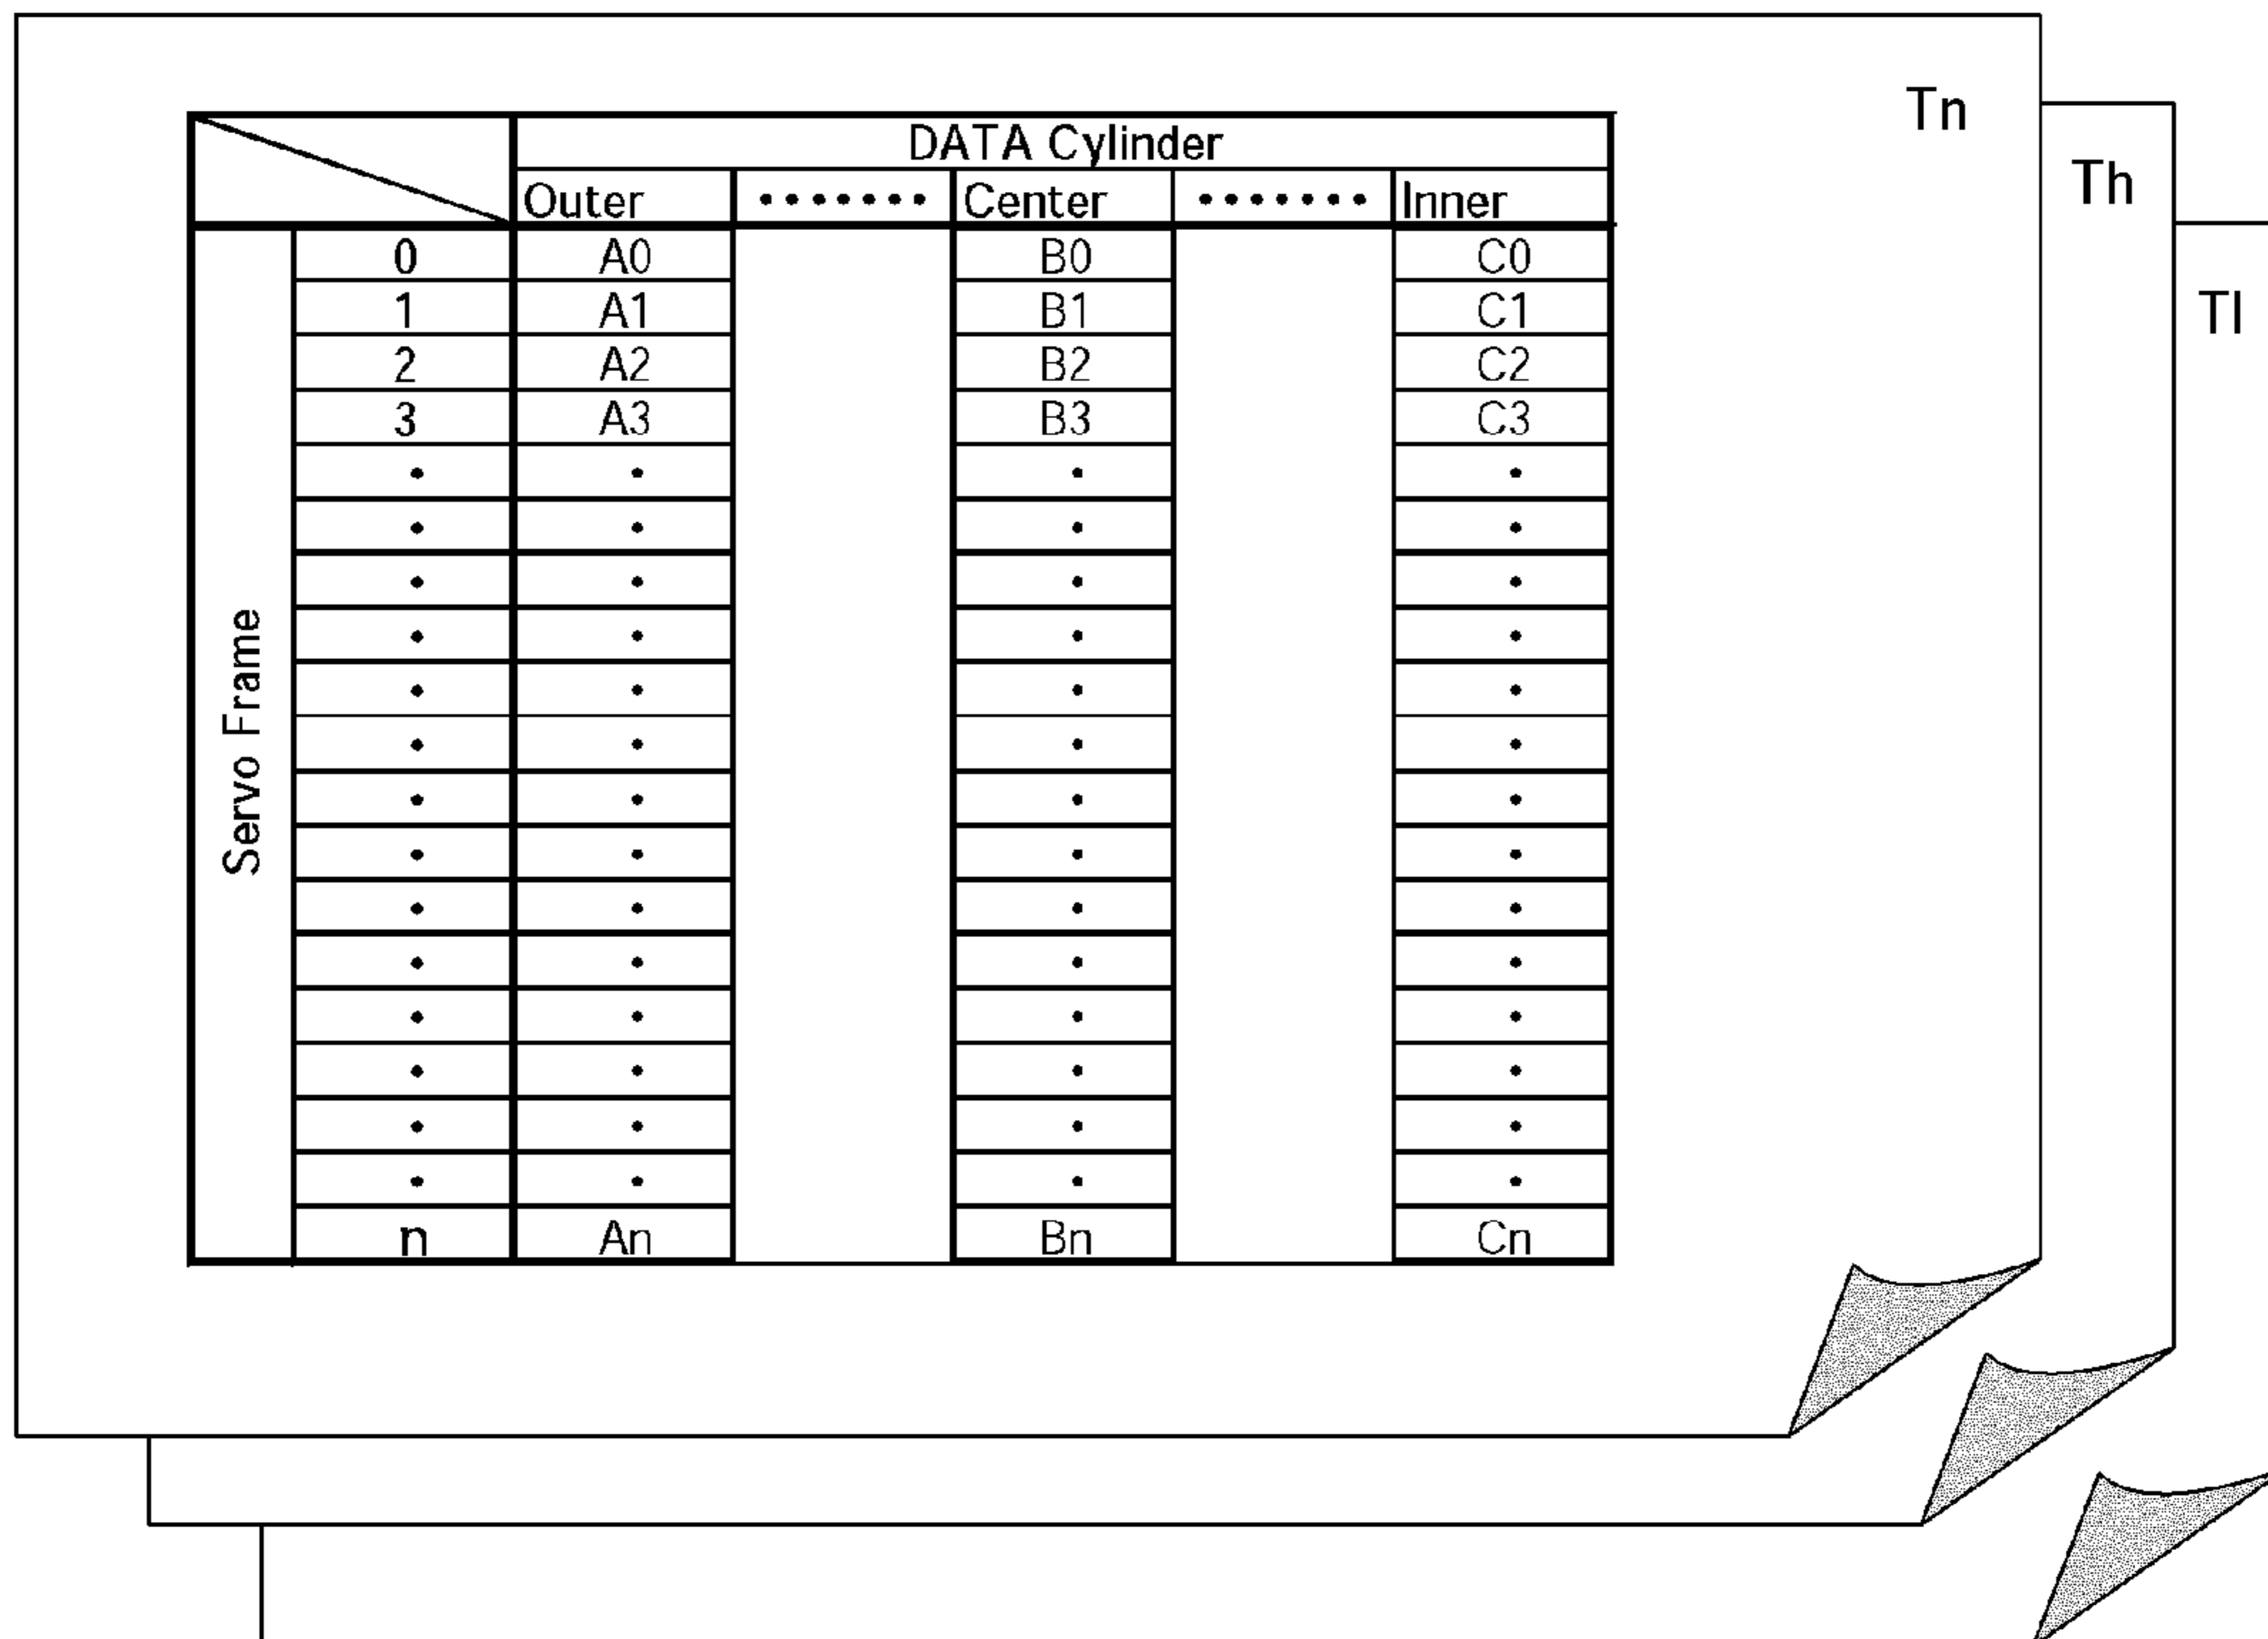 Tn
Th
Tl
DATA Cylinder
Outer ······· Center ······· Inner
Servo Frame
0 A0 B0 C0
1 A1 B1 C1
2 A2 B2 C2
3 A3 B3 C3
· · · ·
· · · ·
· · · ·
· · · ·
· · · ·
· · · ·
· · · ·
· · · ·
· · · ·
· · · ·
· · · ·
· · · ·
· · · ·
· · · ·
n An Bn Cn